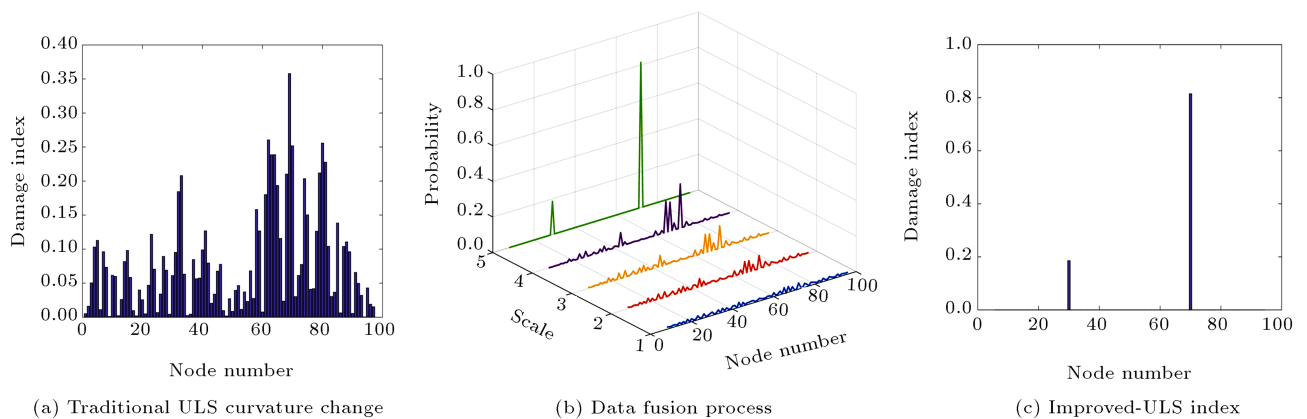 0.40
0.35
0.30
0.25
0.20
0.15
0.10
0.05
0.00
Damage index
0 20 40 60 80 100
Node number
(a) Traditional ULS curvature change
1.0
0.8
0.6
0.4
0.2
0.0
Probability
5
4
3
2
1
Scale
0 20 40 60 80 100
Node number
(b) Data fusion process
1.0
0.8
0.6
0.4
0.2
0.0
Damage index
0 20 40 60 80 100
Node number
(c) Improved-ULS index